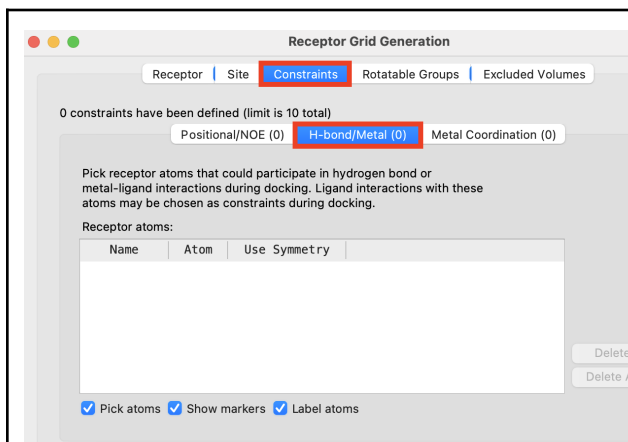 Receptor Grid Generation
Receptor Site Constraints Rotatable Groups Excluded Volumes
0 constraints have been defined (limit is 10 total)
Positional/NOE (0) H-bond/Metal (0) Metal Coordination (0)
Pick receptor atoms that could participate in hydrogen bond or
metal-ligand interactions during docking. Ligand interactions with these
atoms may be chosen as constraints during docking.
Receptor atoms:
Name Atom Use Symmetry
Delete
Delete A
Pick atoms Show markers Label atoms